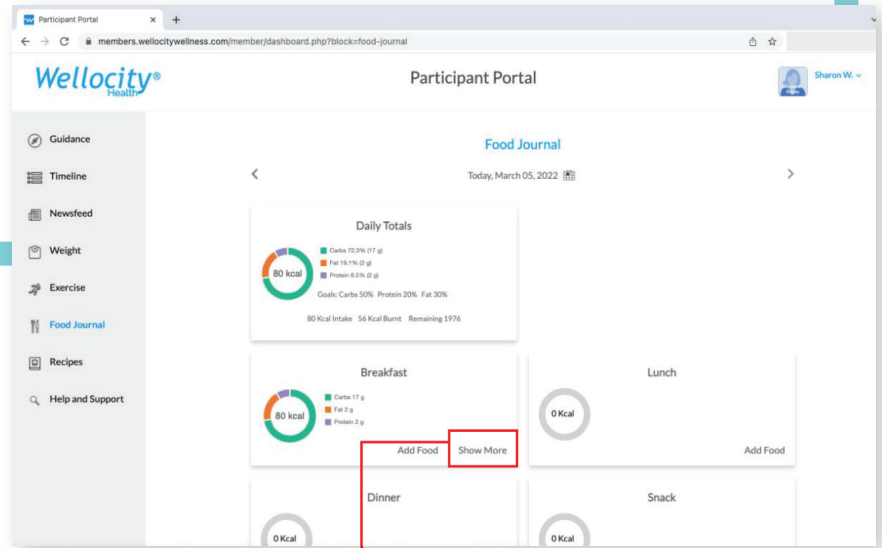 Participant Portal
members.wellocitywellness.com/member/dashboard.php?block=food-journal
Wellocity®
Health
Participant Portal
Sharon W.
Guidance
Timeline
Newsfeed
Weight
Exercise
Food Journal
Recipes
Help and Support
Food Journal
Today, March 05, 2022
Daily Totals
80 kcal
Carbs 72.3% (17 g)
Fat 19.1% (2 g)
Protein 8.5% (2 g)
Goals: Carbs 50% Protein 20% Fat 30%
80 Kcal Intake 56 Kcal Burnt Remaining 1976
Breakfast
80 kcal
Carbs 17 g
Fat 2 g
Protein 2 g
Add Food Show More
Lunch
0 Kcal
Add Food
Dinner
0 Kcal
Snack
0 Kcal